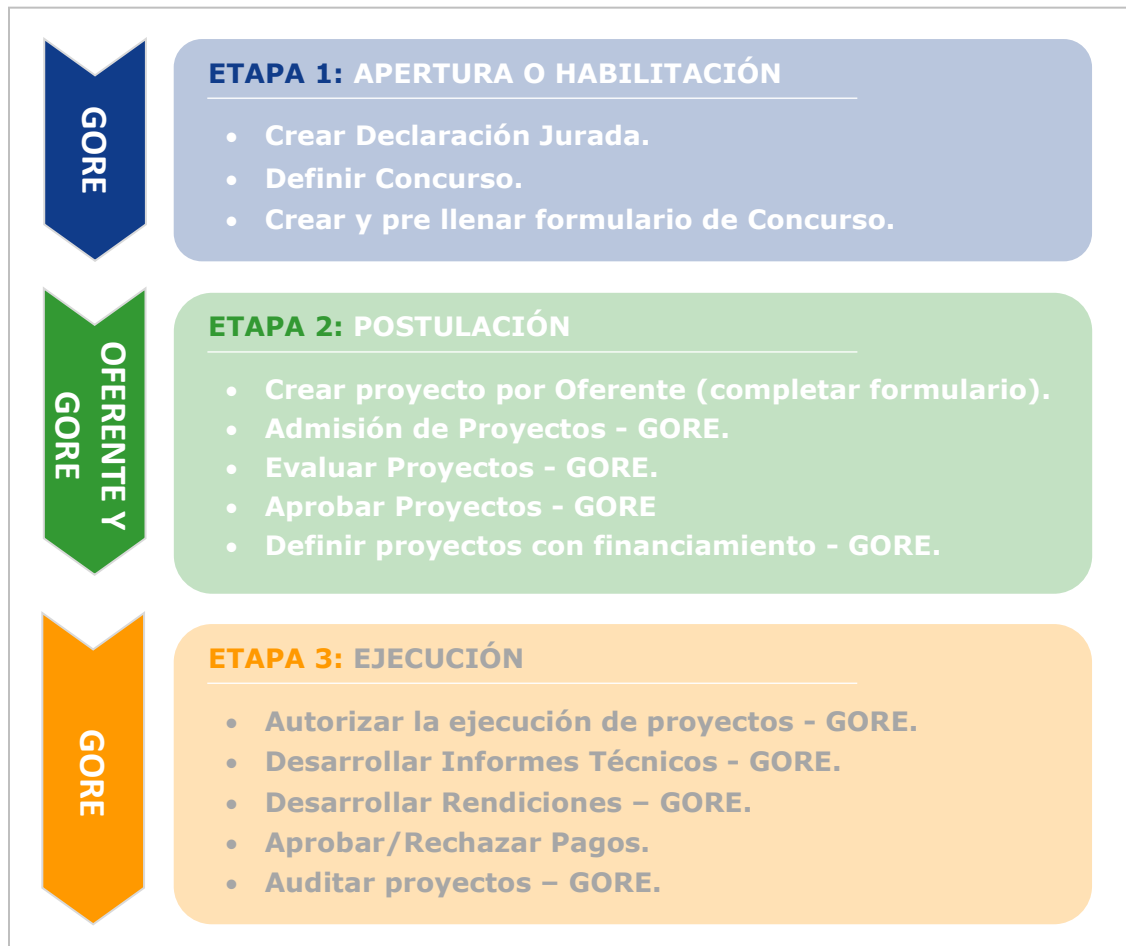 GORE
ETAPA 1: APERTURA O HABILITACIÓN
• Crear Declaración Jurada.
• Definir Concurso.
• Crear y pre llenar formulario de Concurso.
OFERENTE Y
GORE
ETAPA 2: POSTULACIÓN
• Crear proyecto por Oferente (completar formulario).
• Admisión de Proyectos - GORE.
• Evaluar Proyectos - GORE.
• Aprobar Proyectos - GORE
• Definir proyectos con financiamiento - GORE.
GORE
ETAPA 3: EJECUCIÓN
• Autorizar la ejecución de proyectos - GORE.
• Desarrollar Informes Técnicos - GORE.
• Desarrollar Rendiciones – GORE.
• Aprobar/Rechazar Pagos.
• Auditar proyectos – GORE.